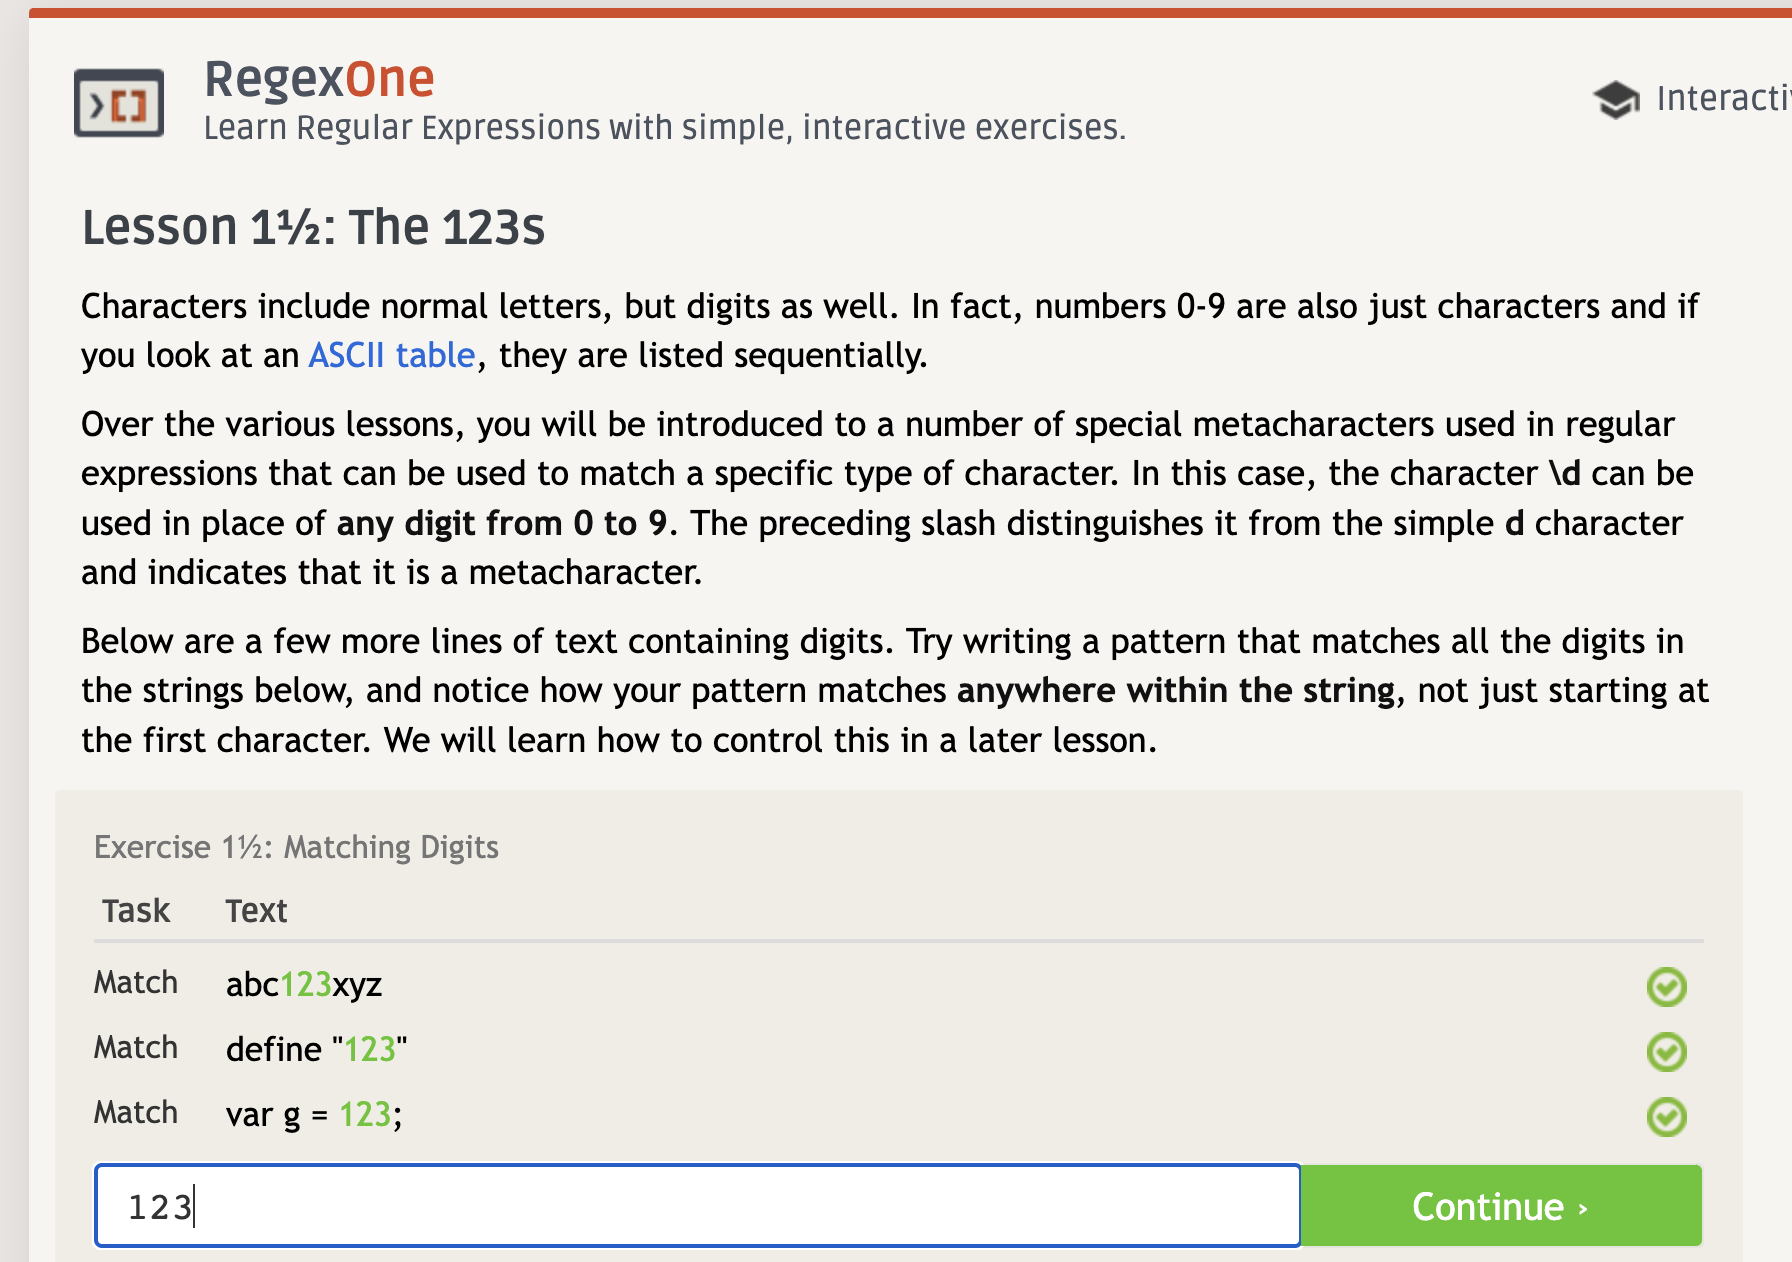 RegexOne
Learn Regular Expressions with simple, interactive exercises.
Interacti
Lesson 1½: The 123s
Characters include normal letters, but digits as well. In fact, numbers 0-9 are also just characters and if
you look at an ASCII table, they are listed sequentially.
Over the various lessons, you will be introduced to a number of special metacharacters used in regular
expressions that can be used to match a specific type of character. In this case, the character \d can be
used in place of any digit from 0 to 9. The preceding slash distinguishes it from the simple d character
and indicates that it is a metacharacter.
Below are a few more lines of text containing digits. Try writing a pattern that matches all the digits in
the strings below, and notice how your pattern matches anywhere within the string, not just starting at
the first character. We will learn how to control this in a later lesson.
Exercise 1½: Matching Digits
Task Text
Match abc123xyz
Match define "123"
Match var g = 123;
123
Continue ›